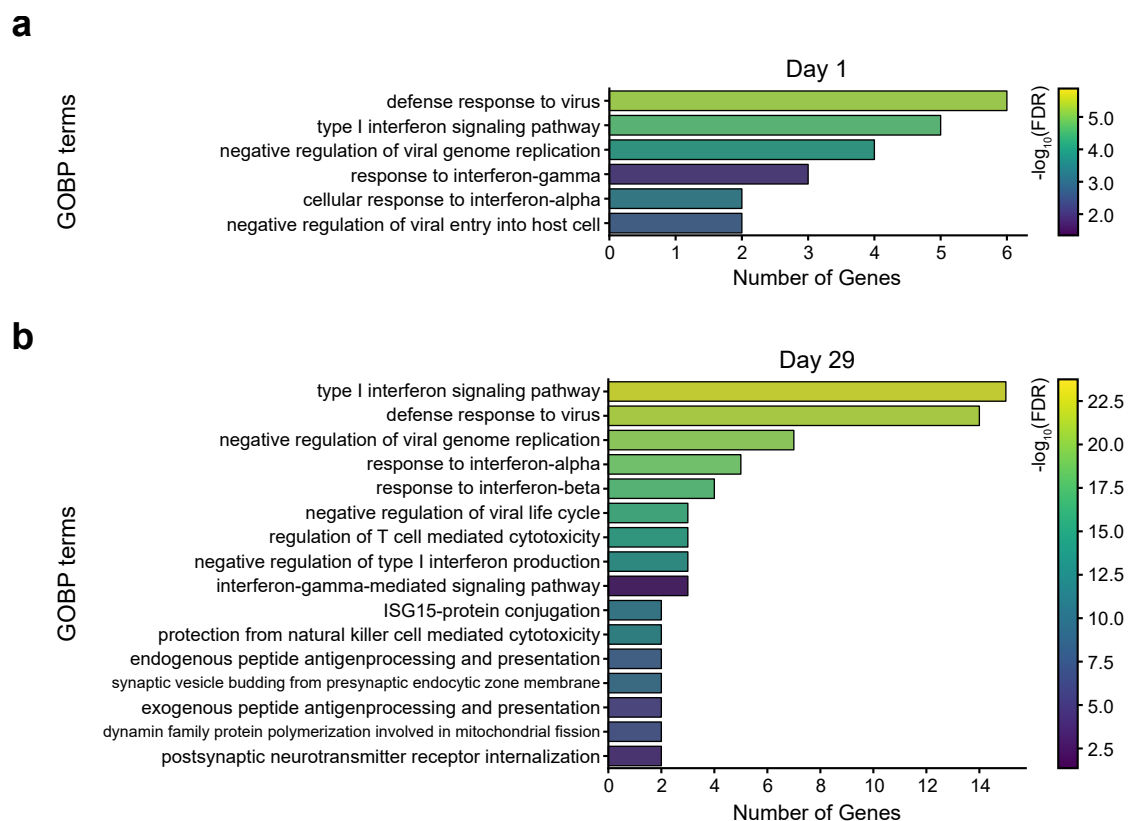 a
Day 1
GOBP terms
defense response to virus
type I interferon signaling pathway
negative regulation of viral genome replication
response to interferon-gamma
cellular response to interferon-alpha
negative regulation of viral entry into host cell
0 1 2 3 4 5 6
Number of Genes
-log₁₀(FDR)
5.0
4.0
3.0
2.0
b
Day 29
GOBP terms
type I interferon signaling pathway
defense response to virus
negative regulation of viral genome replication
response to interferon-alpha
response to interferon-beta
negative regulation of viral life cycle
regulation of T cell mediated cytotoxicity
negative regulation of type I interferon production
interferon-gamma-mediated signaling pathway
ISG15-protein conjugation
protection from natural killer cell mediated cytotoxicity
endogenous peptide antigenprocessing and presentation
synaptic vesicle budding from presynaptic endocytic zone membrane
exogenous peptide antigenprocessing and presentation
dynamin family protein polymerization involved in mitochondrial fission
postsynaptic neurotransmitter receptor internalization
0 2 4 6 8 10 12 14
Number of Genes
-log₁₀(FDR)
22.5
20.0
17.5
15.0
12.5
10.0
7.5
5.0
2.5